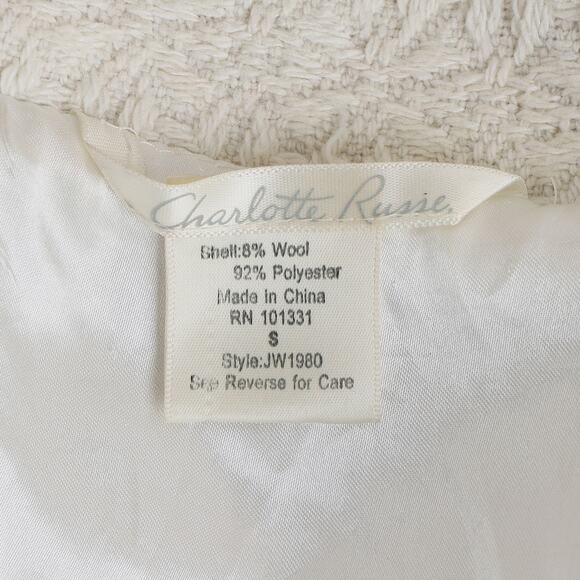 Charlotte Russe
Shell:8% Wool
92% Polyester
Made in China
RN 101331
S
Style:JW1980
See Reverse for Care